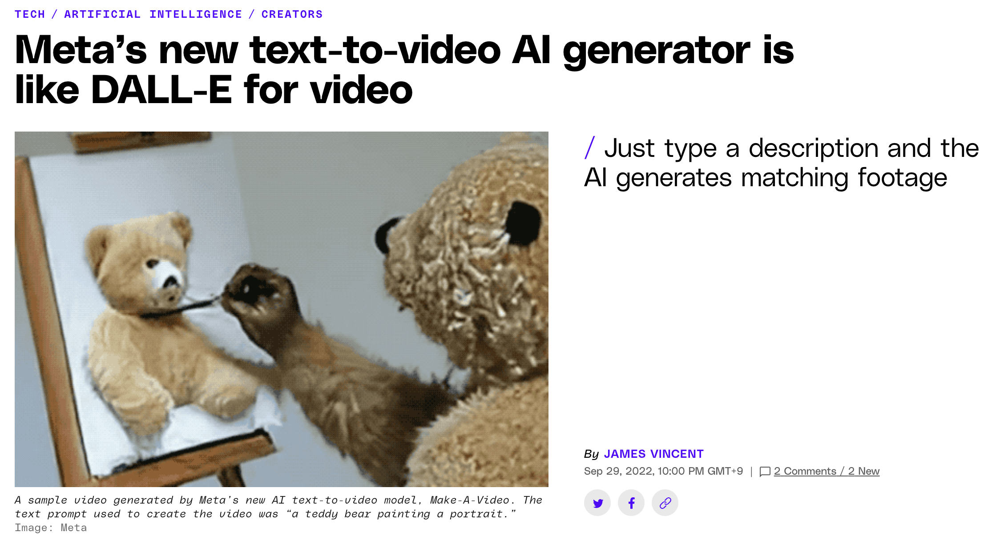 TECH / ARTIFICIAL INTELLIGENCE / CREATORS
Meta’s new text-to-video AI generator is
like DALL-E for video
/ Just type a description and the
AI generates matching footage
By JAMES VINCENT
Sep 29, 2022, 10:00 PM GMT+9 | 2 Comments / 2 New
A sample video generated by Meta’s new AI text-to-video model, Make-A-Video. The
text prompt used to create the video was “a teddy bear painting a portrait.”
Image: Meta